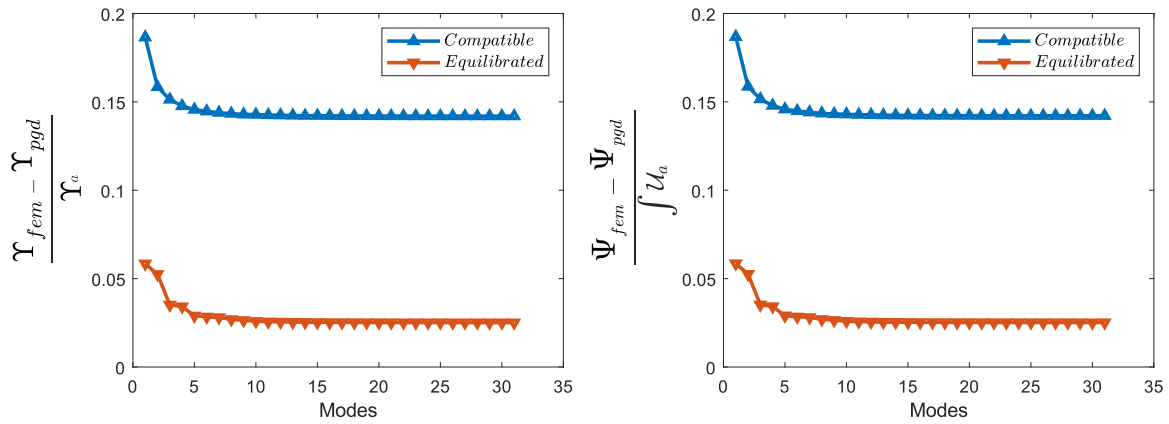 0.2
0.15
0.1
0.05
0
0 5 10 15 20 25 30 35
Modes
ϒ_fem − ϒ_pgd
ϒ_a
Compatible
Equilibrated
0.2
0.15
0.1
0.05
0
0 5 10 15 20 25 30 35
Modes
Ψ_fem − Ψ_pgd
∫ 𝒰_a
Compatible
Equilibrated